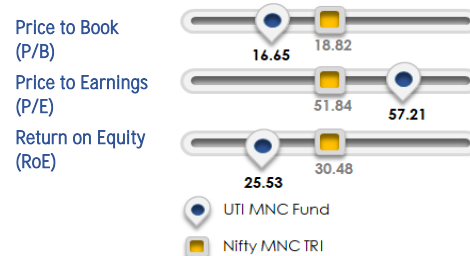 Price to Book
(P/B)
16.65
18.82
Price to Earnings
(P/E)
51.84
57.21
Return on Equity
(RoE)
25.53
30.48
UTI MNC Fund
Nifty MNC TRI